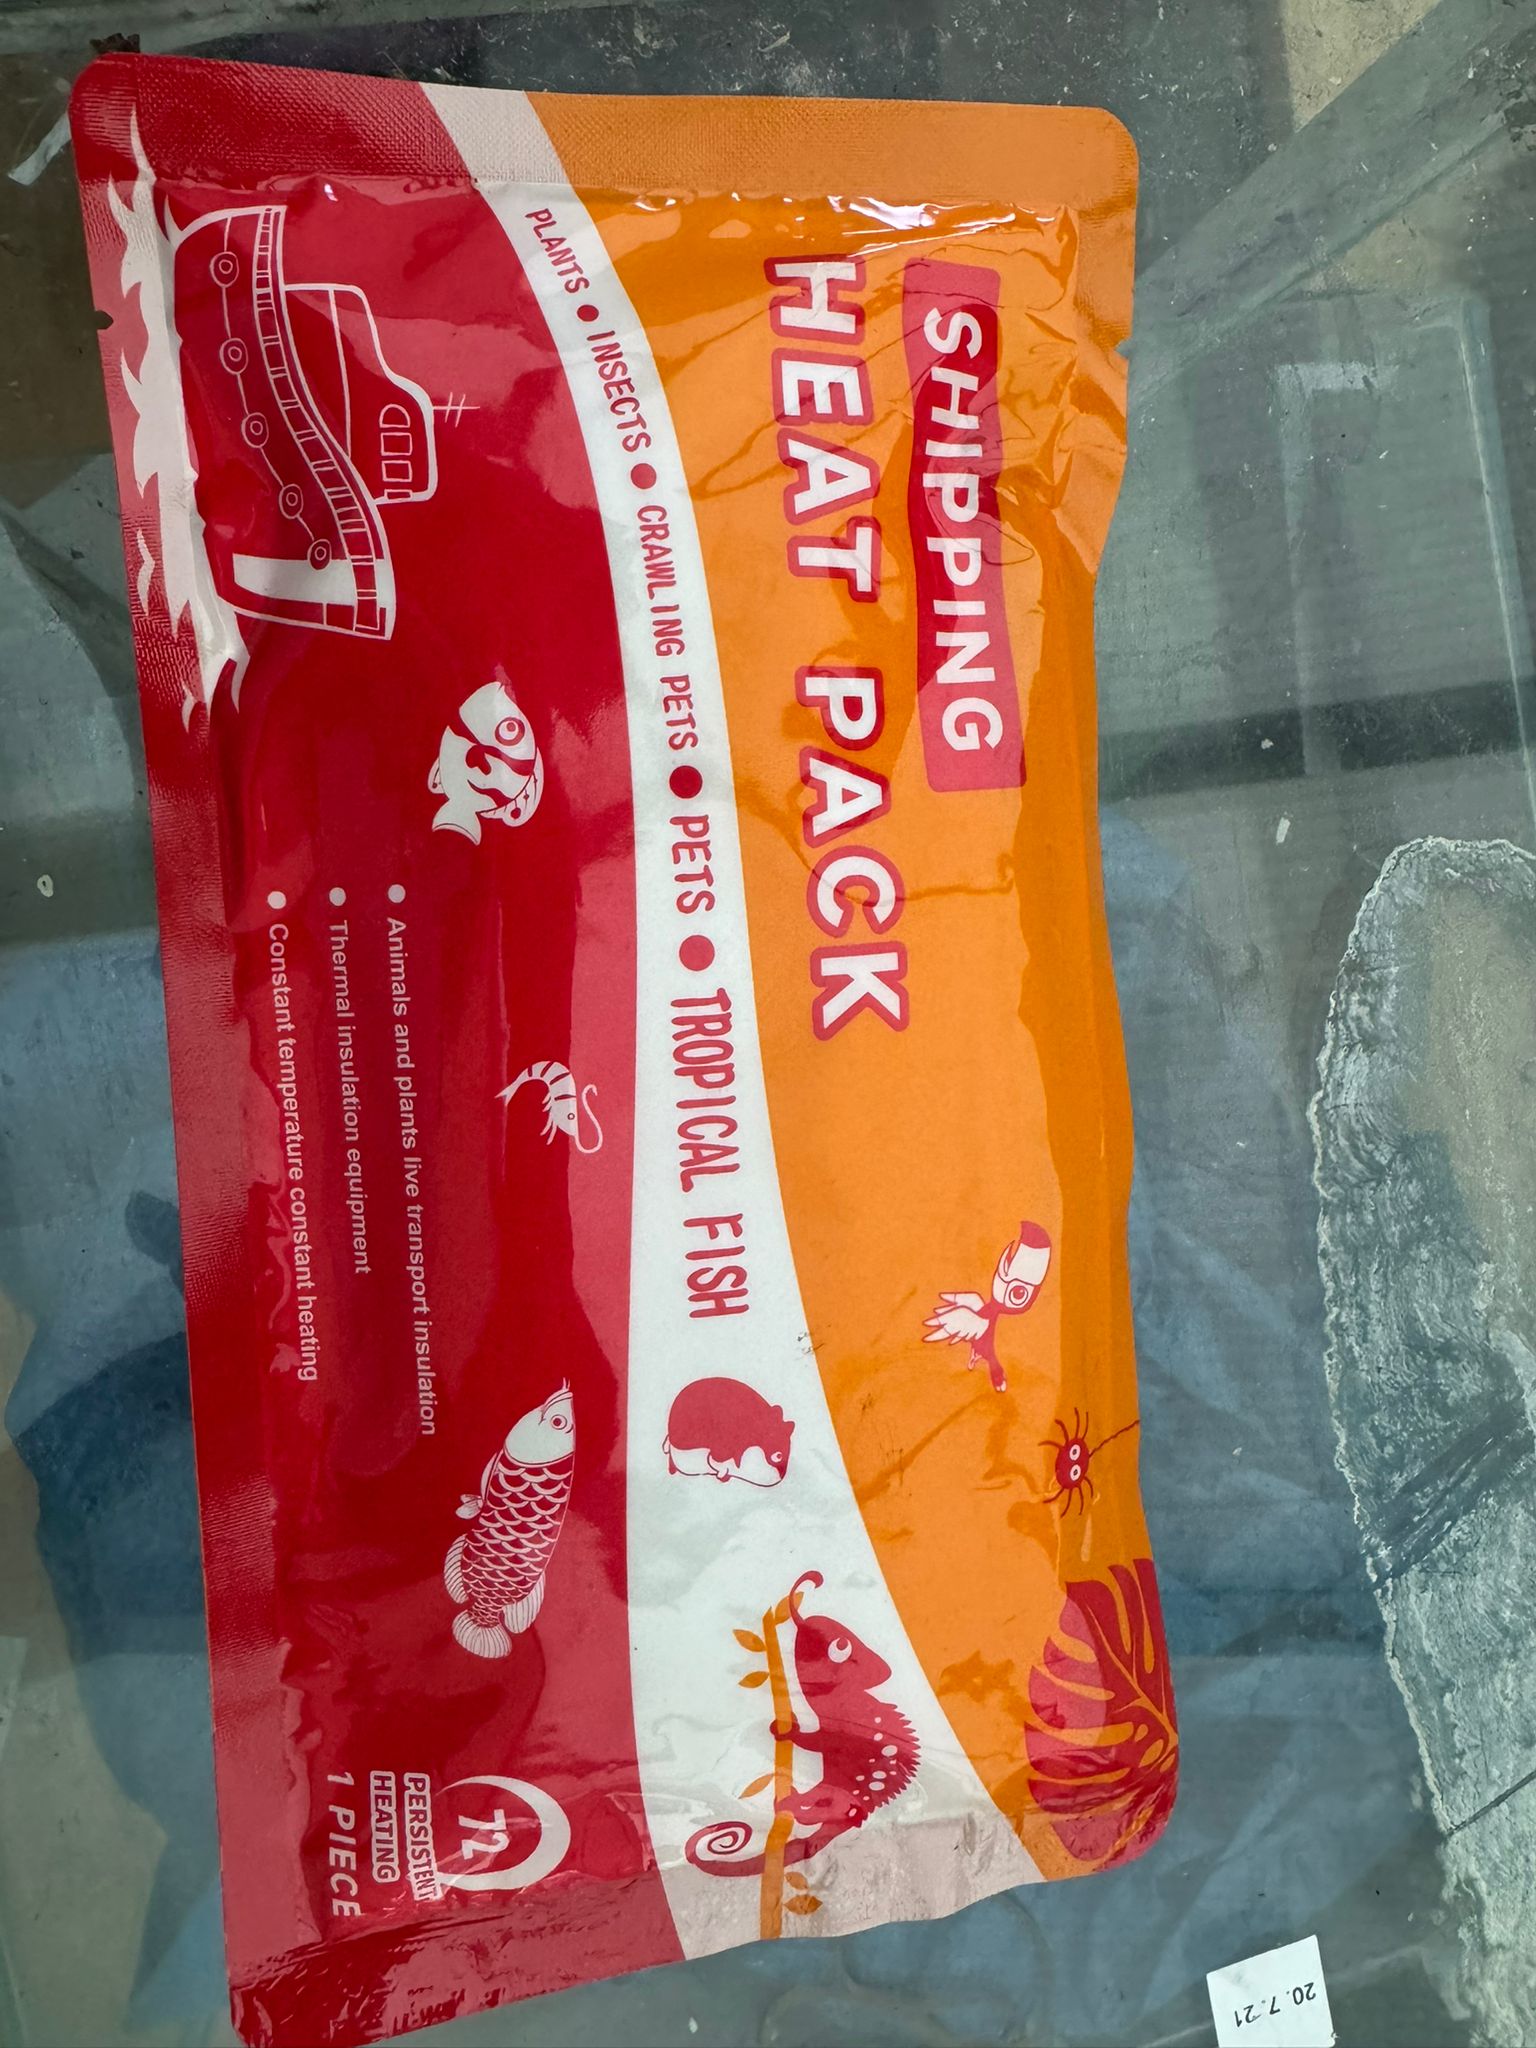 SHIPPING
HEAT PACK
PLANTS ● INSECTS ● CRAWLING PETS ● PETS ● TROPICAL FISH
● Animals and plants live transport insulation
● Thermal insulation equipment
● Constant temperature constant heating
72
PERSISTENT
HEATING
1 PIECE
20.7.21